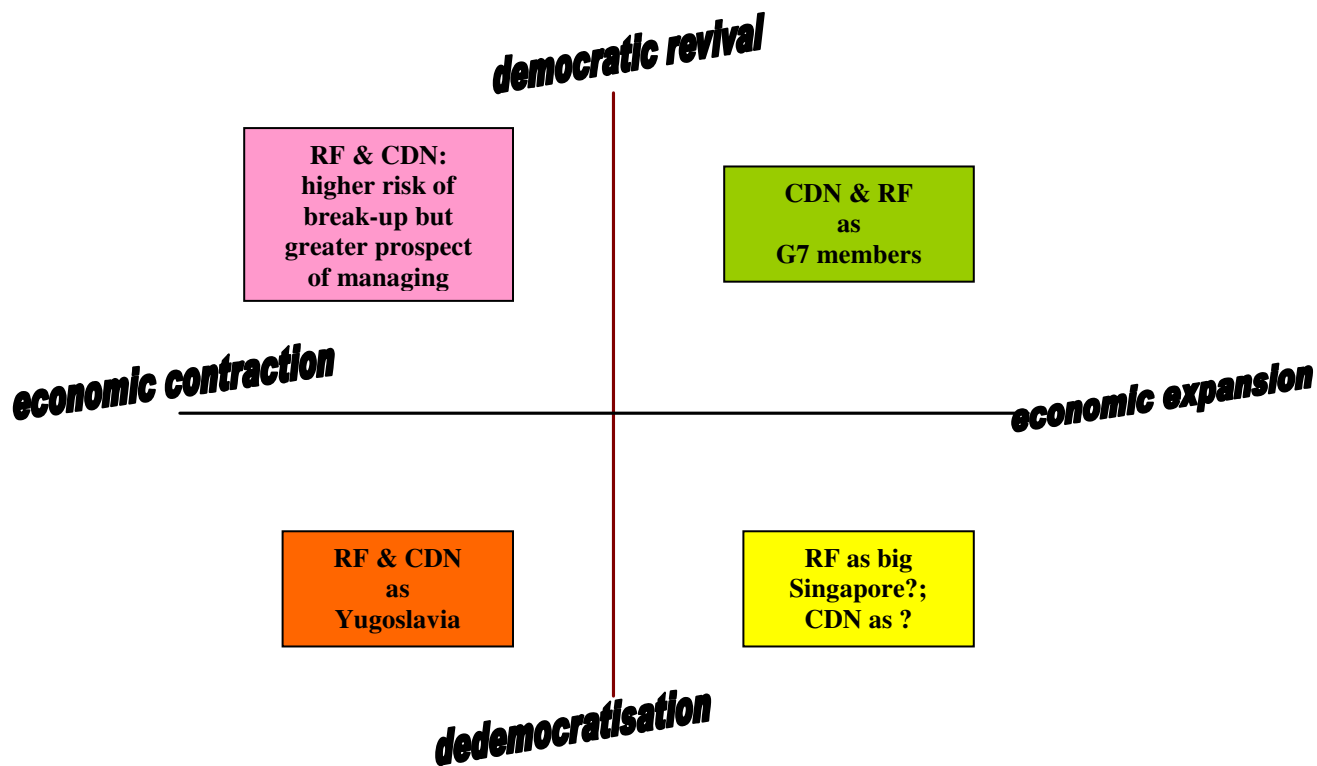 democratic revival
RF & CDN:
higher risk of
break-up but
greater prospect
of managing
CDN & RF
as
G7 members
economic contraction
economic expansion
RF & CDN
as
Yugoslavia
RF as big
Singapore?;
CDN as ?
dedemocratisation